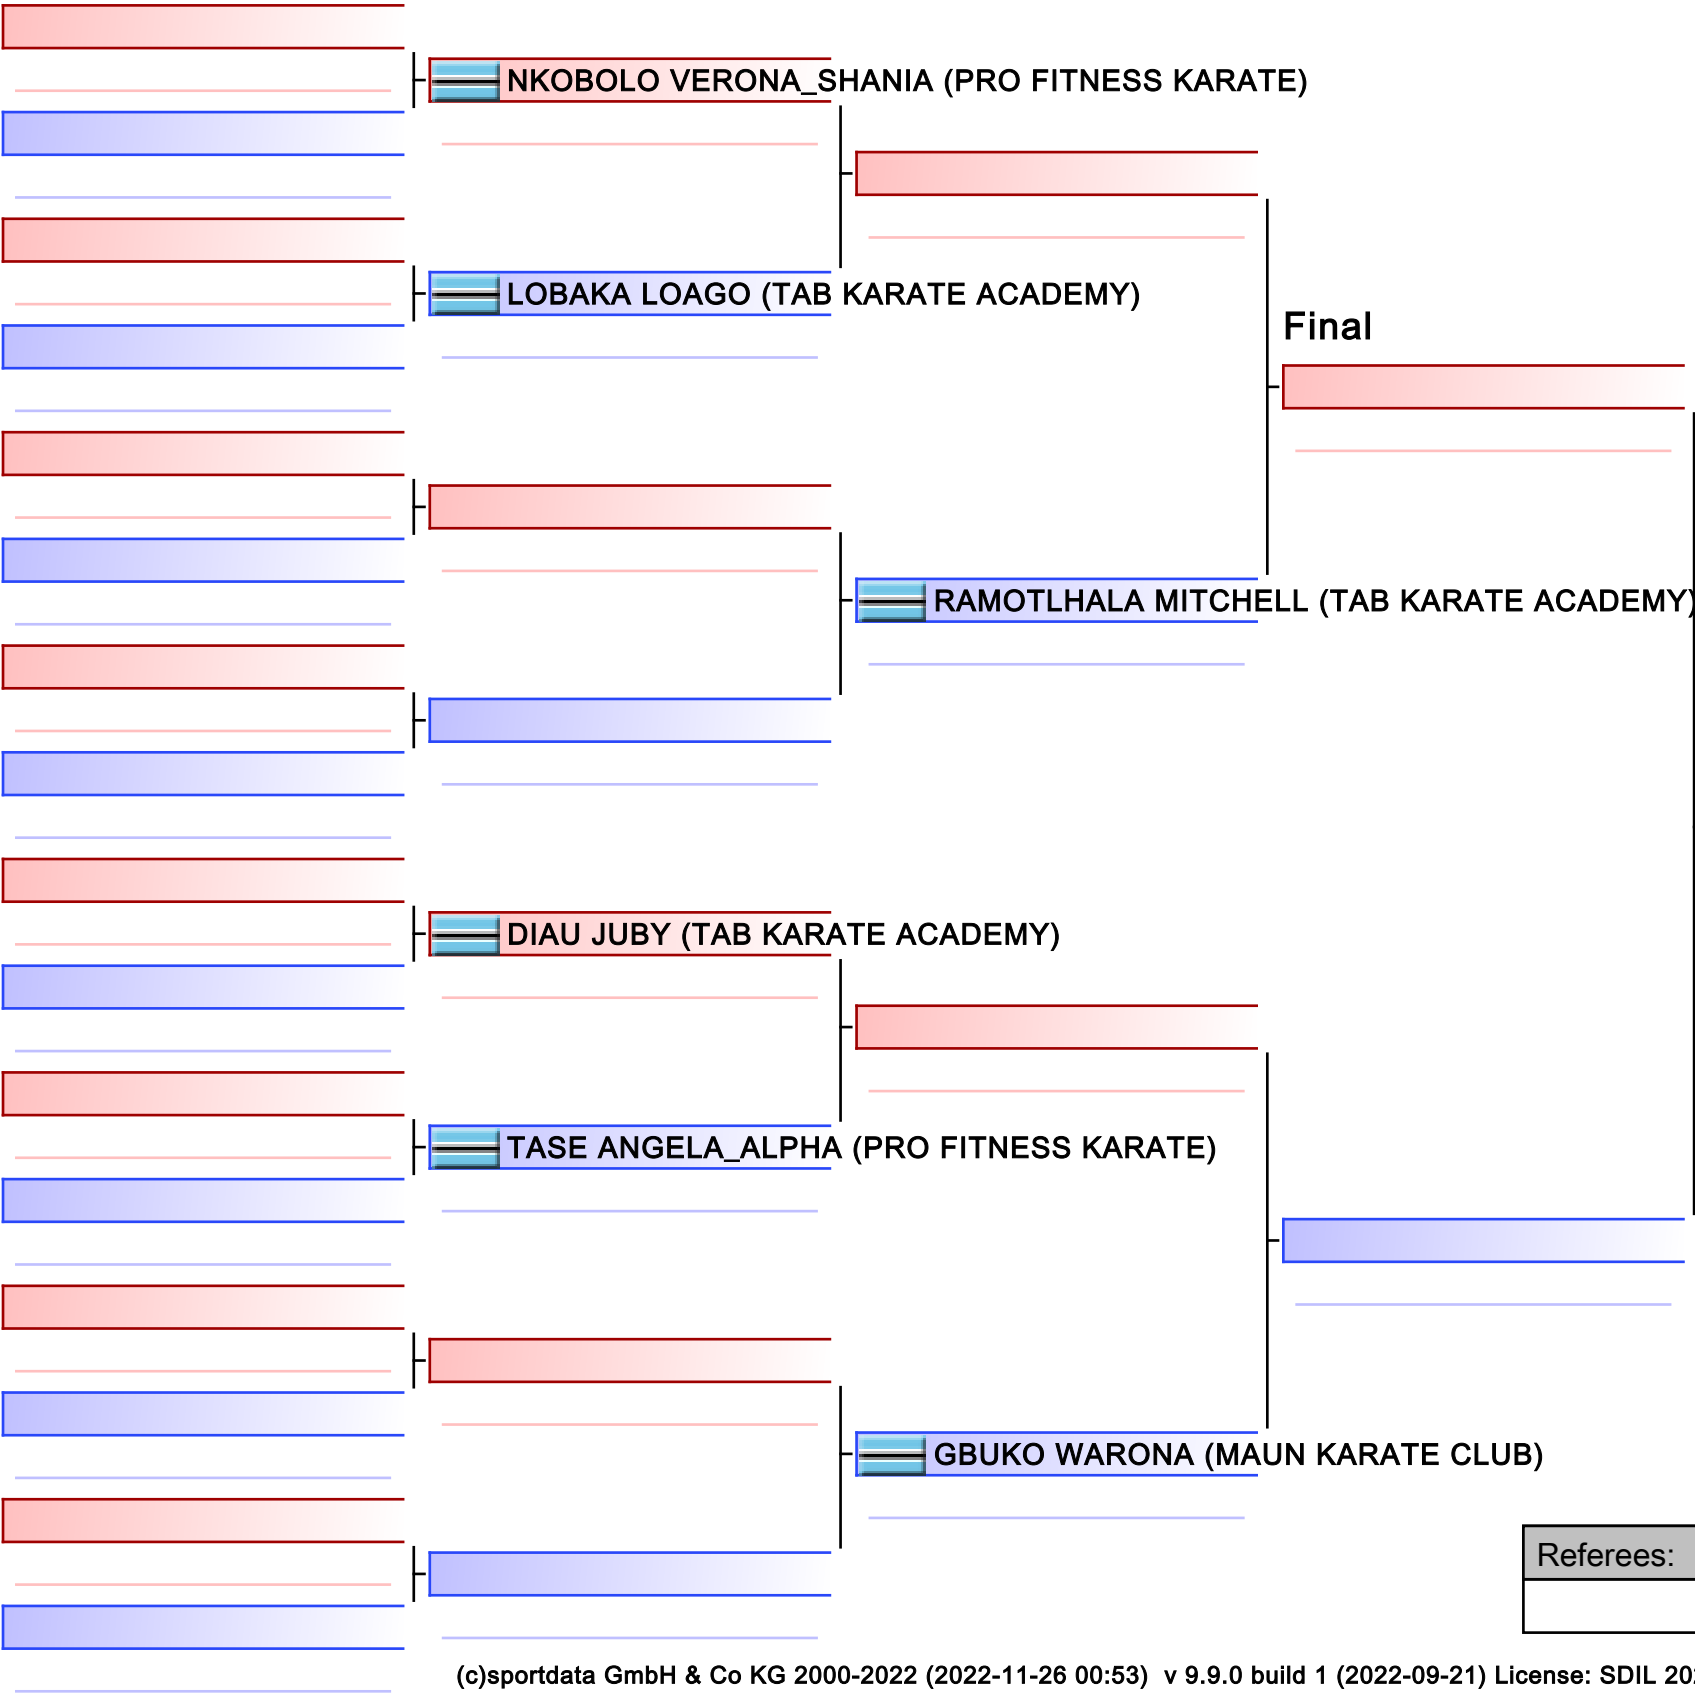 NKOBOLO VERONA_SHANIA (PRO FITNESS KARATE)
LOBAKA LOAGO (TAB KARATE ACADEMY)
Final
RAMOTLHALA MITCHELL (TAB KARATE ACADEMY)
DIAU JUBY (TAB KARATE ACADEMY)
TASE ANGELA_ALPHA (PRO FITNESS KARATE)
GBUKO WARONA (MAUN KARATE CLUB)
Referees:
(c)sportdata GmbH & Co KG 2000-2022 (2022-11-26 00:53) v 9.9.0 build 1 (2022-09-21) License: SDIL